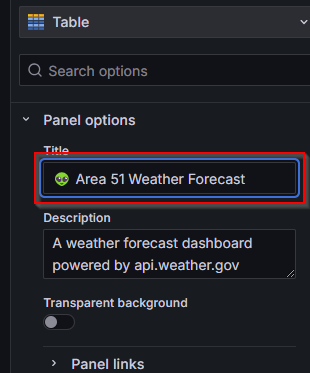 Table
Search options
Panel options
Title
👽 Area 51 Weather Forecast
Description
A weather forecast dashboard
powered by api.weather.gov
Transparent background
Panel links